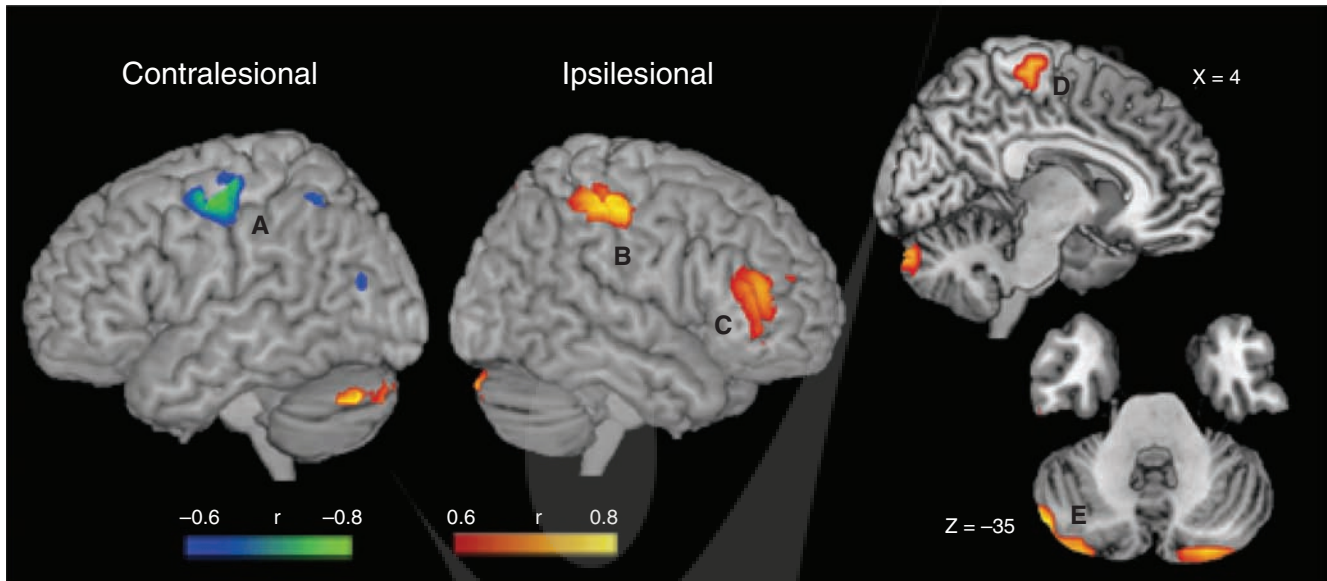 Contralesional
Ipsilesional
X = 4
D
A
B
C
E
Z = –35
–0.6 r –0.8
0.6 r 0.8